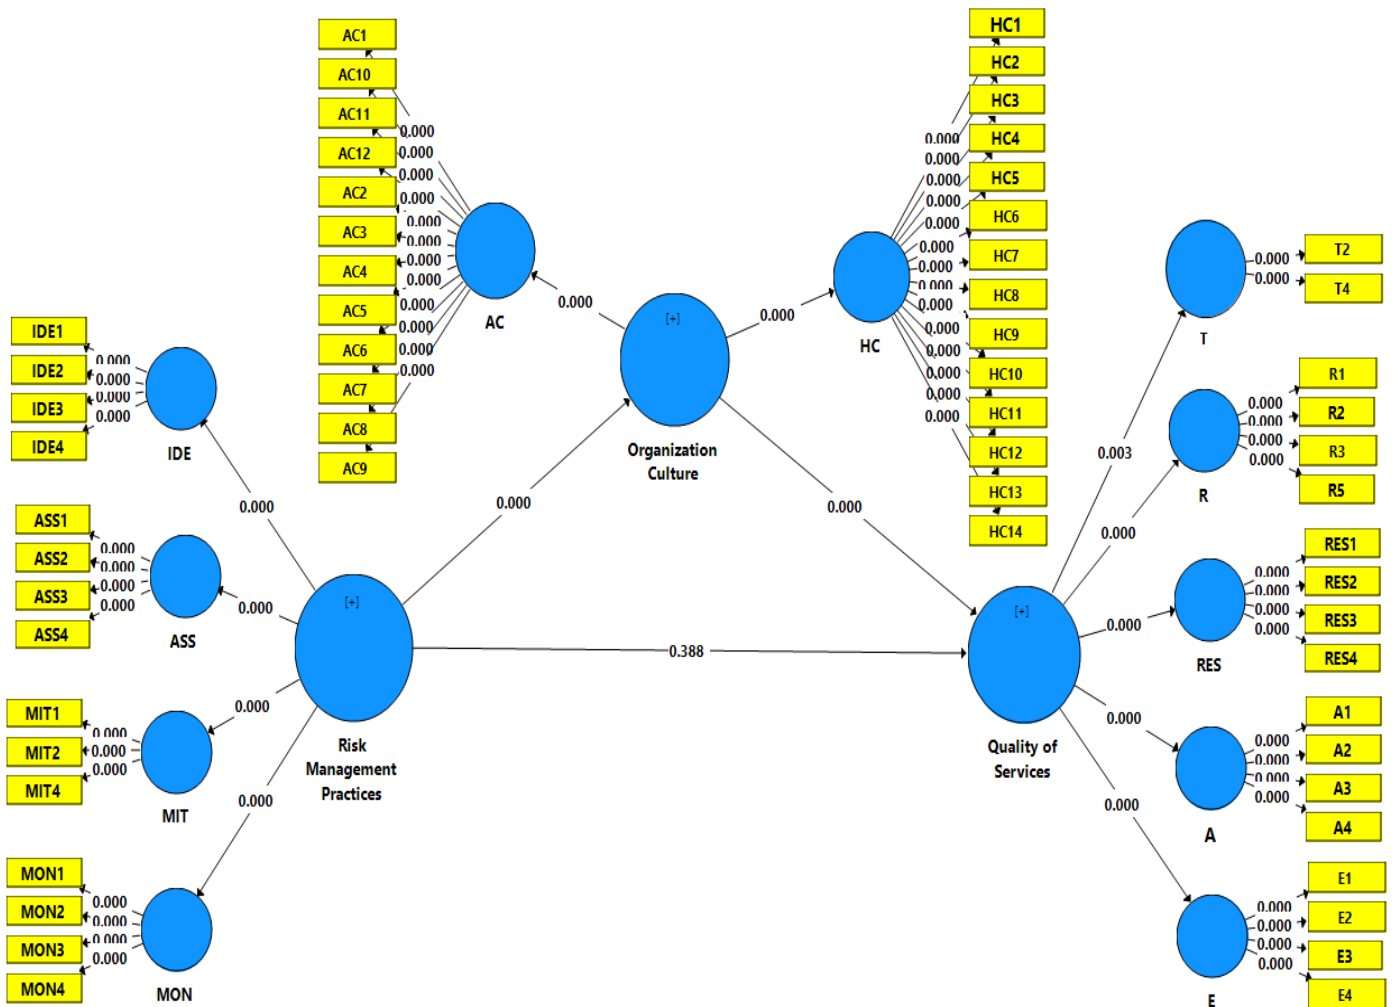 AC1
AC10
AC11
AC12
AC2
AC3
AC4
AC5
AC6
AC7
AC8
AC9
0.000
0.000
0.000
0.000
0.000
0.000
0.000
0.000
0.000
0.000
0.000
AC
0.000
[+]
Organization
Culture
0.000
HC
0.000
0.000
0.000
0.000
0.000
0.000
0.000
0.000
0.000
0.000
0.000
0.000
0.000
0.000
HC1
HC2
HC3
HC4
HC5
HC6
HC7
HC8
HC9
HC10
HC11
HC12
HC13
HC14
IDE1
IDE2
IDE3
IDE4
0.000
0.000
0.000
0.000
IDE
0.000
ASS1
ASS2
ASS3
ASS4
0.000
0.000
0.000
0.000
ASS
0.000
MIT1
MIT2
MIT4
0.000
0.000
0.000
MIT
0.000
MON1
MON2
MON3
MON4
0.000
0.000
0.000
0.000
MON
0.000
[+]
Risk
Management
Practices
0.000
0.388
0.000
[+]
Quality of
Services
0.003
T
0.000
0.000
T2
T4
0.000
R
0.000
0.000
0.000
0.000
R1
R2
R3
R5
0.000
RES
0.000
0.000
0.000
0.000
RES1
RES2
RES3
RES4
0.000
A
0.000
0.000
0.000
0.000
A1
A2
A3
A4
0.000
E
0.000
0.000
0.000
0.000
E1
E2
E3
E4